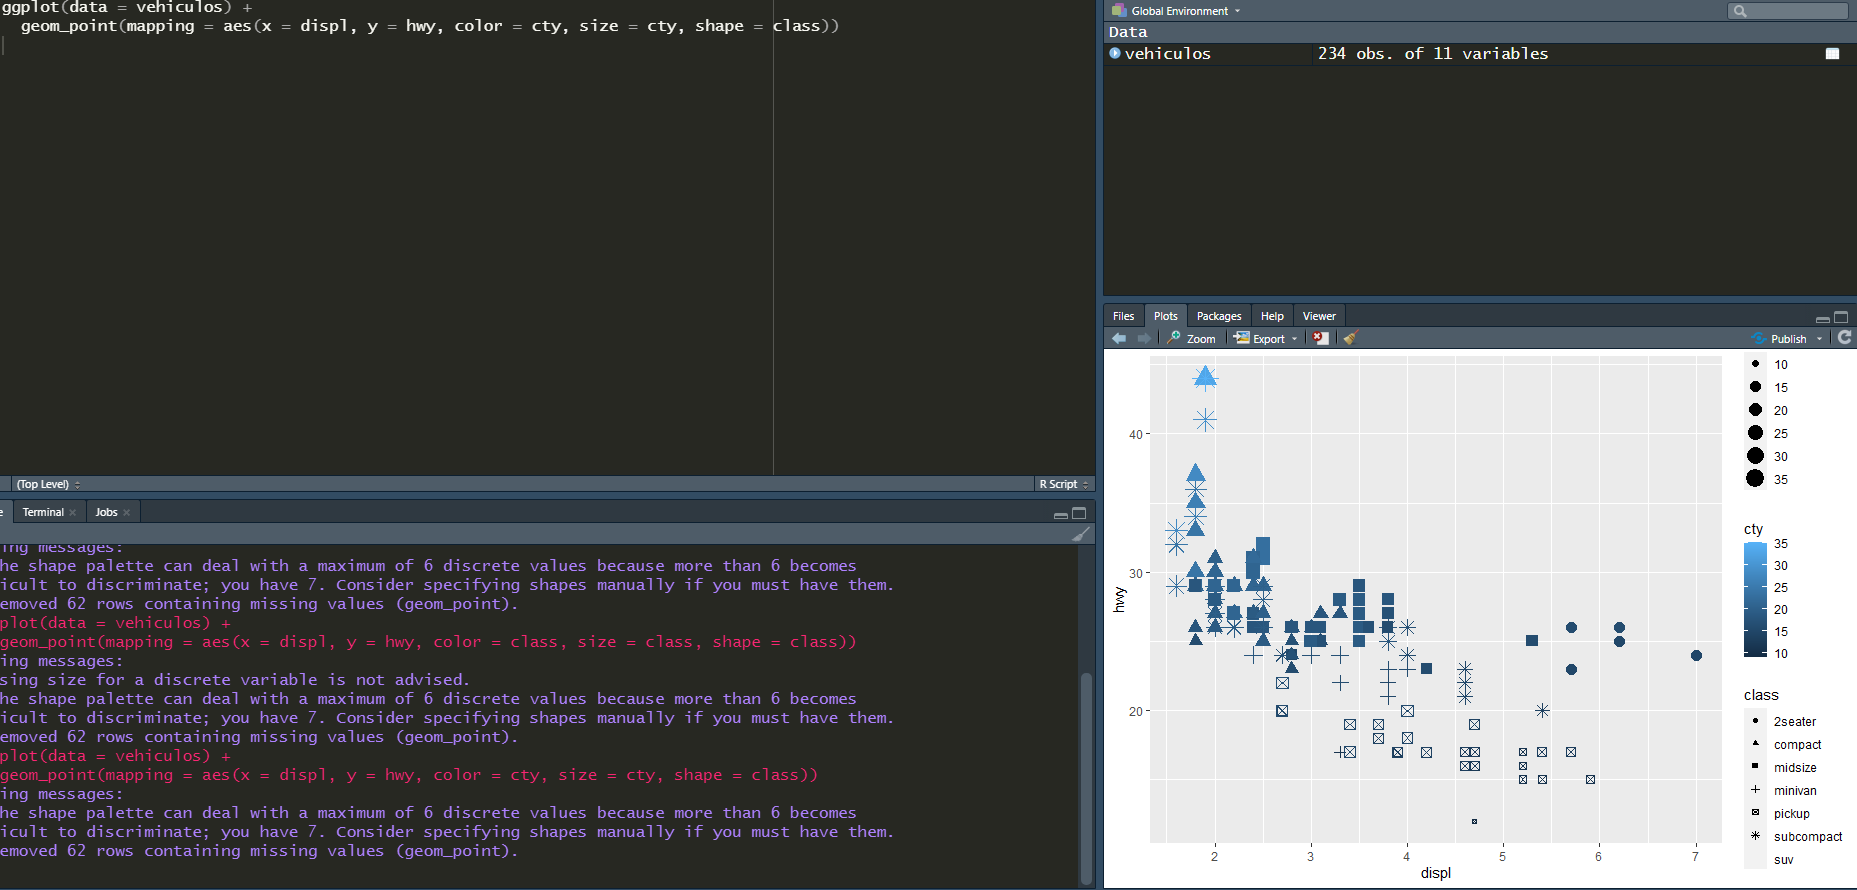 ggplot(data = vehiculos) +
geom_point(mapping = aes(x = displ, y = hwy, color = cty, size = cty, shape = class))
(Top Level)
R Script
Terminal
Jobs
ing messages:
he shape palette can deal with a maximum of 6 discrete values because more than 6 becomes
icult to discriminate; you have 7. Consider specifying shapes manually if you must have them.
emoved 62 rows containing missing values (geom_point).
plot(data = vehiculos) +
geom_point(mapping = aes(x = displ, y = hwy, color = class, size = class, shape = class))
ing messages:
sing size for a discrete variable is not advised.
he shape palette can deal with a maximum of 6 discrete values because more than 6 becomes
icult to discriminate; you have 7. Consider specifying shapes manually if you must have them.
emoved 62 rows containing missing values (geom_point).
plot(data = vehiculos) +
geom_point(mapping = aes(x = displ, y = hwy, color = cty, size = cty, shape = class))
ing messages:
he shape palette can deal with a maximum of 6 discrete values because more than 6 becomes
icult to discriminate; you have 7. Consider specifying shapes manually if you must have them.
emoved 62 rows containing missing values (geom_point).
Global Environment
Data
vehiculos 234 obs. of 11 variables
Files Plots Packages Help Viewer
Zoom Export Publish
40
30
20
hwy
2 3 4 5 6 7
displ
10
15
20
25
30
35
cty
35
30
25
20
15
10
class
2seater
compact
midsize
minivan
pickup
subcompact
suv